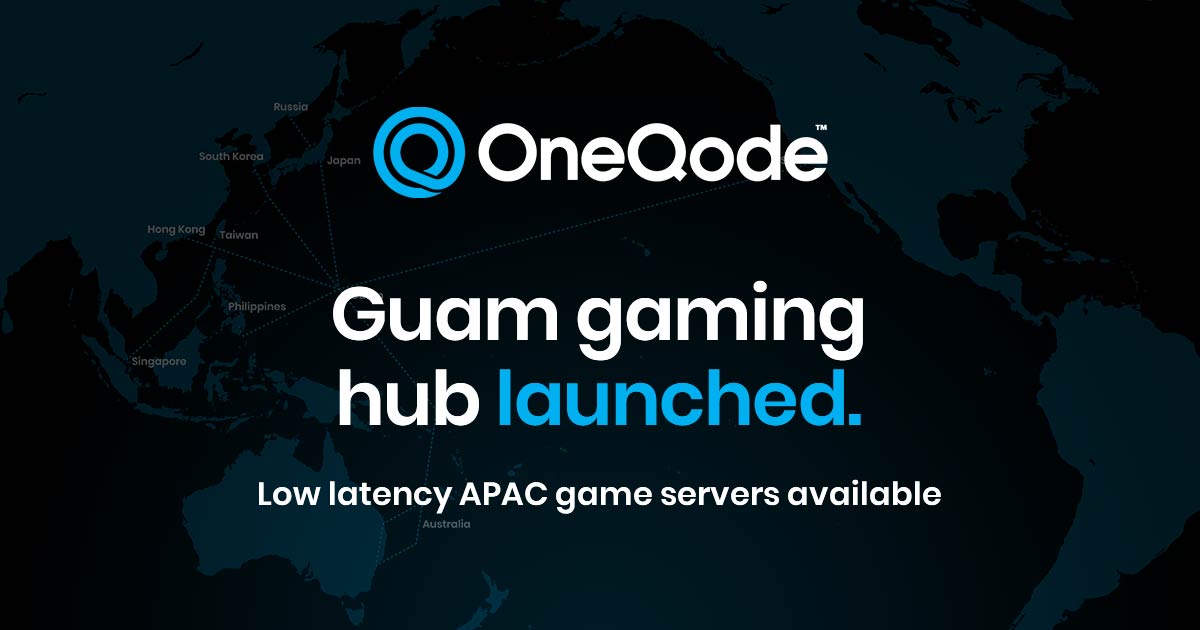 Russia
South Korea
Japan
OneQode™
Hong Kong
Taiwan
Philippines
Guam gaming
hub launched.
Singapore
Low latency APAC game servers available
Australia